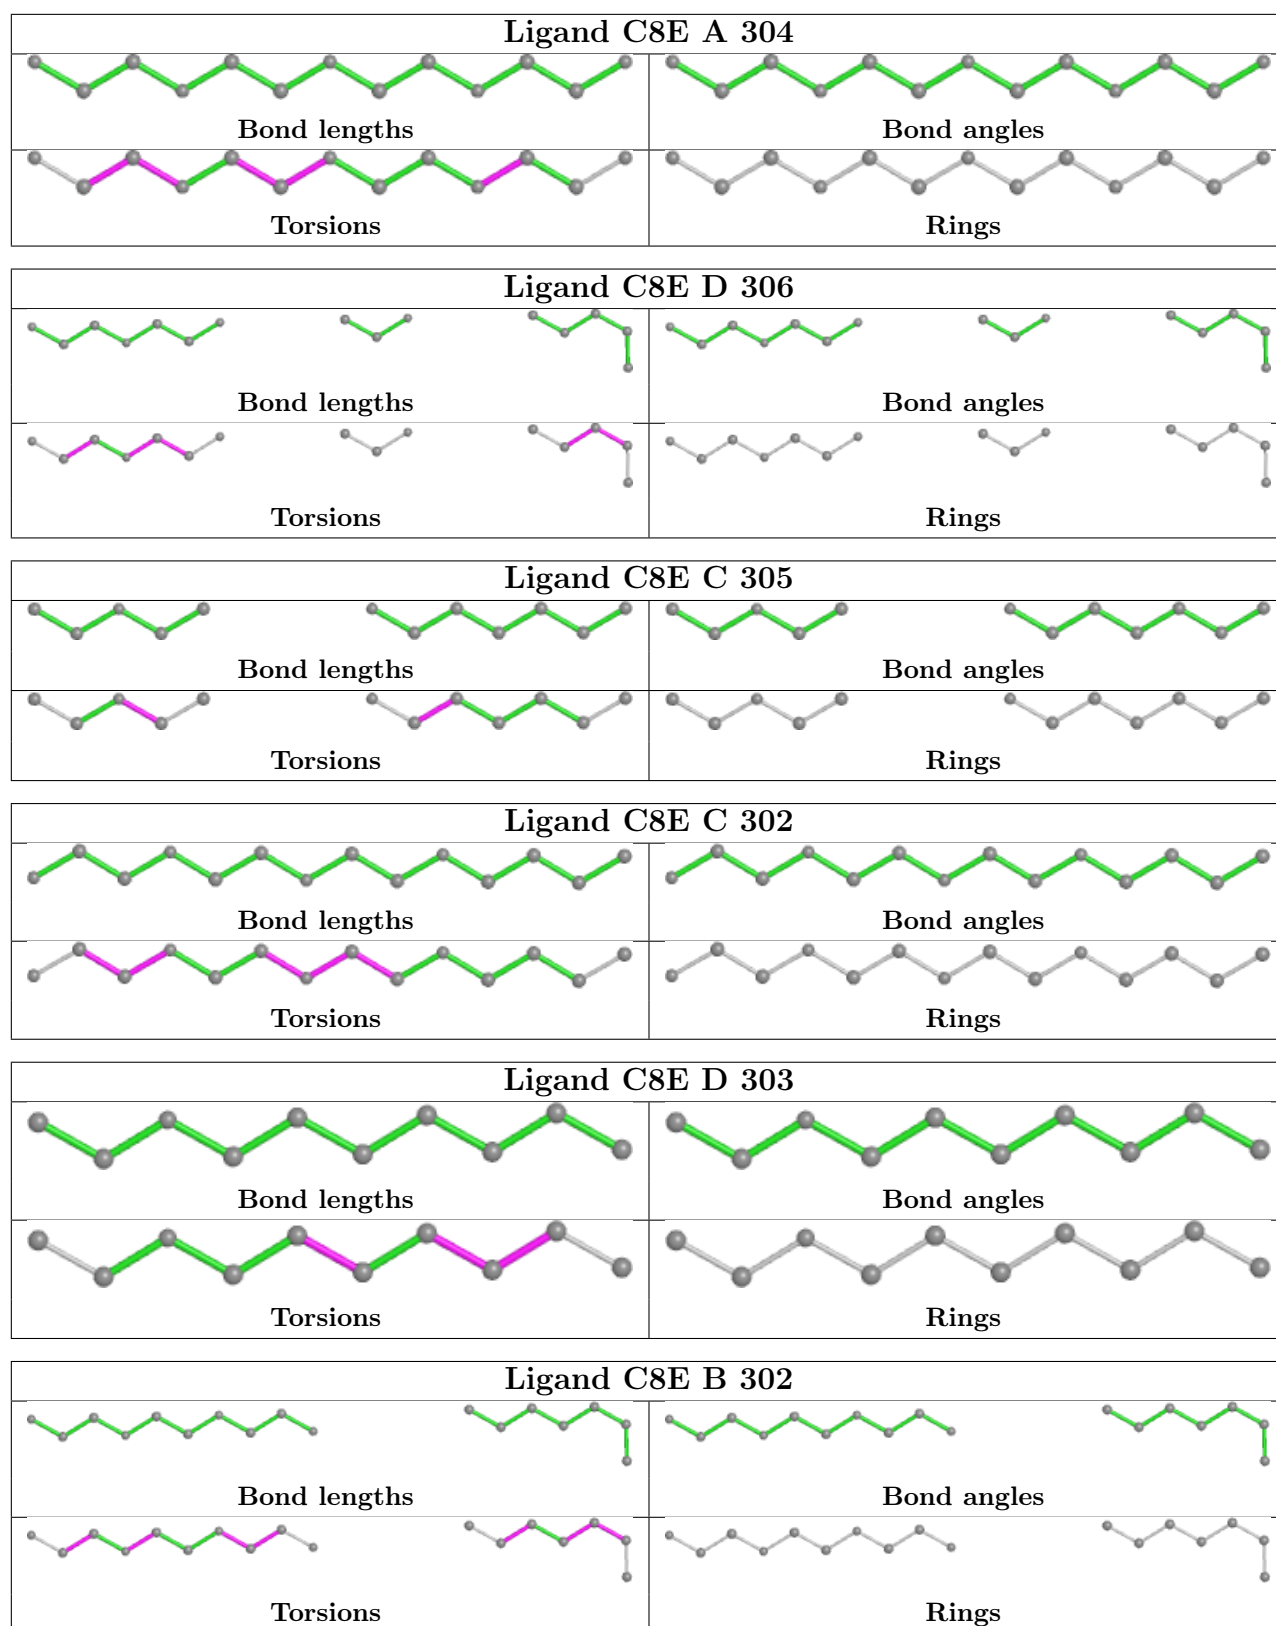 Ligand C8E A 304
Bond lengths
Bond angles
Torsions
Rings
Ligand C8E D 306
Bond lengths
Bond angles
Torsions
Rings
Ligand C8E C 305
Bond lengths
Bond angles
Torsions
Rings
Ligand C8E C 302
Bond lengths
Bond angles
Torsions
Rings
Ligand C8E D 303
Bond lengths
Bond angles
Torsions
Rings
Ligand C8E B 302
Bond lengths
Bond angles
Torsions
Rings